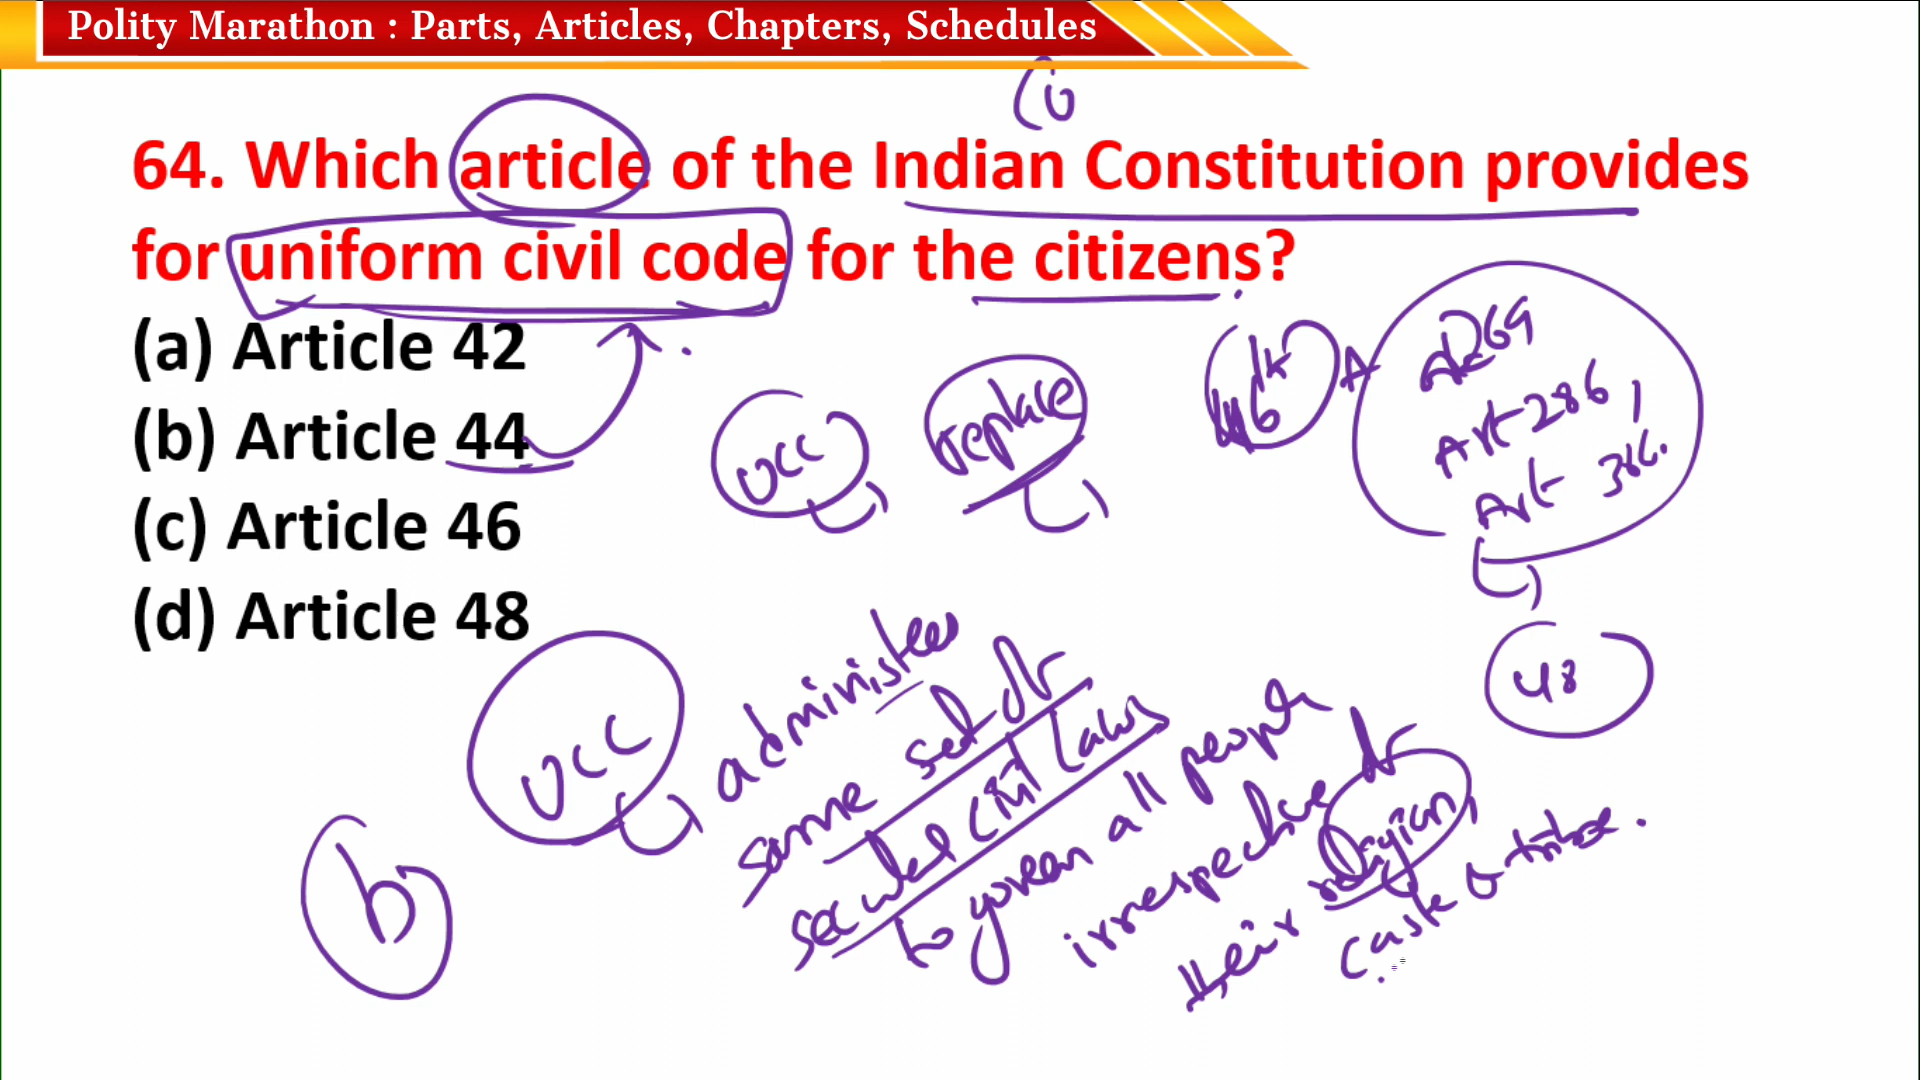 Polity Marathon : Parts, Articles, Chapters, Schedules
64. Which article of the Indian Constitution provides
for uniform civil code for the citizens?
(a) Article 42
(b) Article 44
(c) Article 46
(d) Article 48
UCC
replace
46th A
269
Art 286,
Art 366.
48
UCC
administer
same set of
secular civil laws
to govern all people
irrespective of
their religion,
caste & tribe.
b